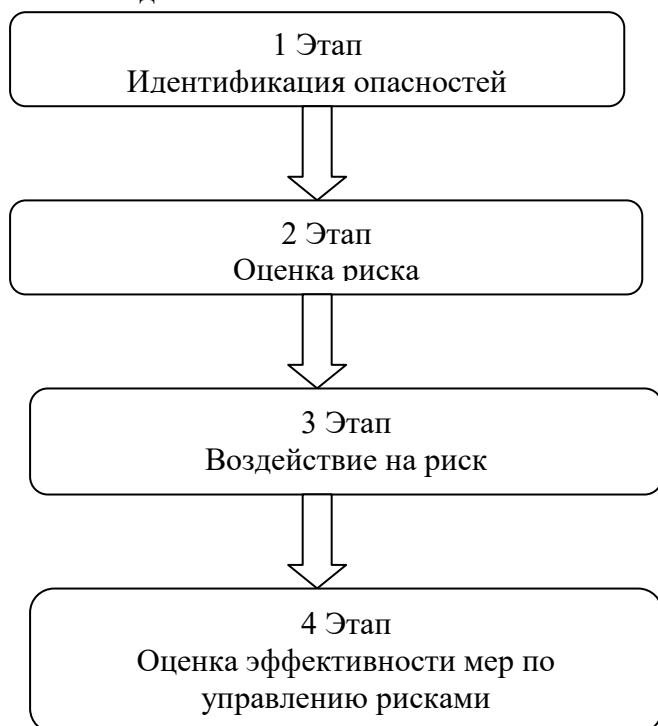 1 Этап
Идентификация опасностей
2 Этап
Оценка риска
3 Этап
Воздействие на риск
4 Этап
Оценка эффективности мер по
управлению рисками